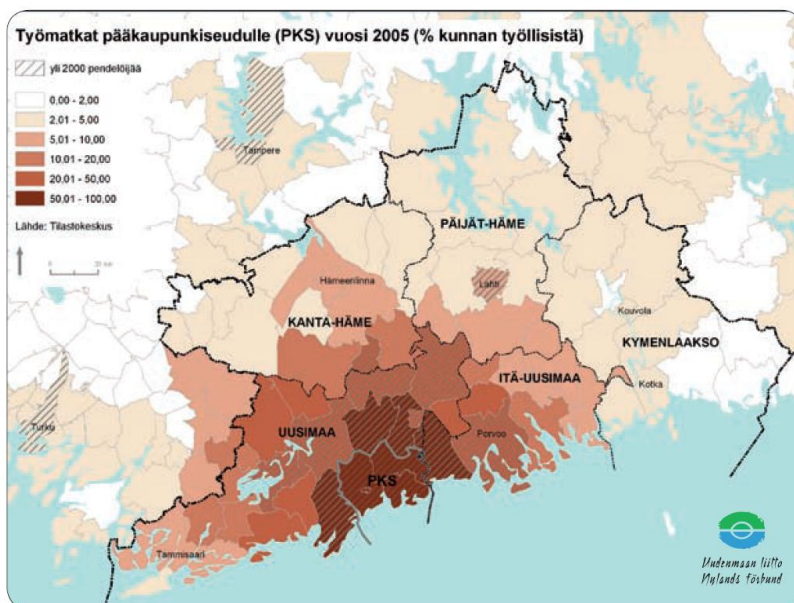 Työmatkat pääkaupunkiseudulle (PKS) vuosi 2005 (% kunnan työllisistä)
yli 2000 pendelöijää
0,00 - 2,00
2.01 - 5.00
5,01 - 10,00
10.01 - 20,00
20.01 - 50,00
50.01 - 100,00
Lähde: Tilastokeskus
Tampere
PÄIJÄT-HÄME
Hämeenlinna
Lahti
KANTA-HÄME
Kouvola
KYMENLAAKSO
ITÄ-UUSIMAA
Kotka
Turku
UUSIMAA
Porvoo
PKS
Tammisaari
Uudenmaan liitto
Nylands förbund